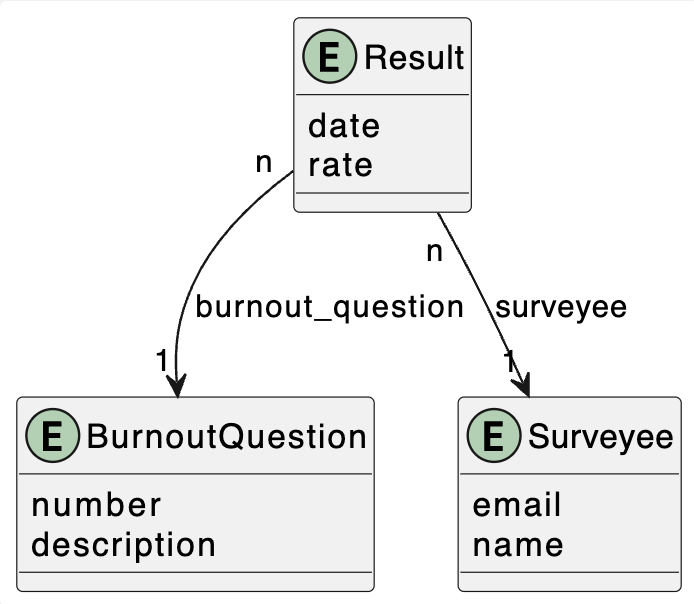 E Result
date
rate
n
n
burnout_question
surveyee
1
1
E BurnoutQuestion
number
description
E Surveyee
email
name